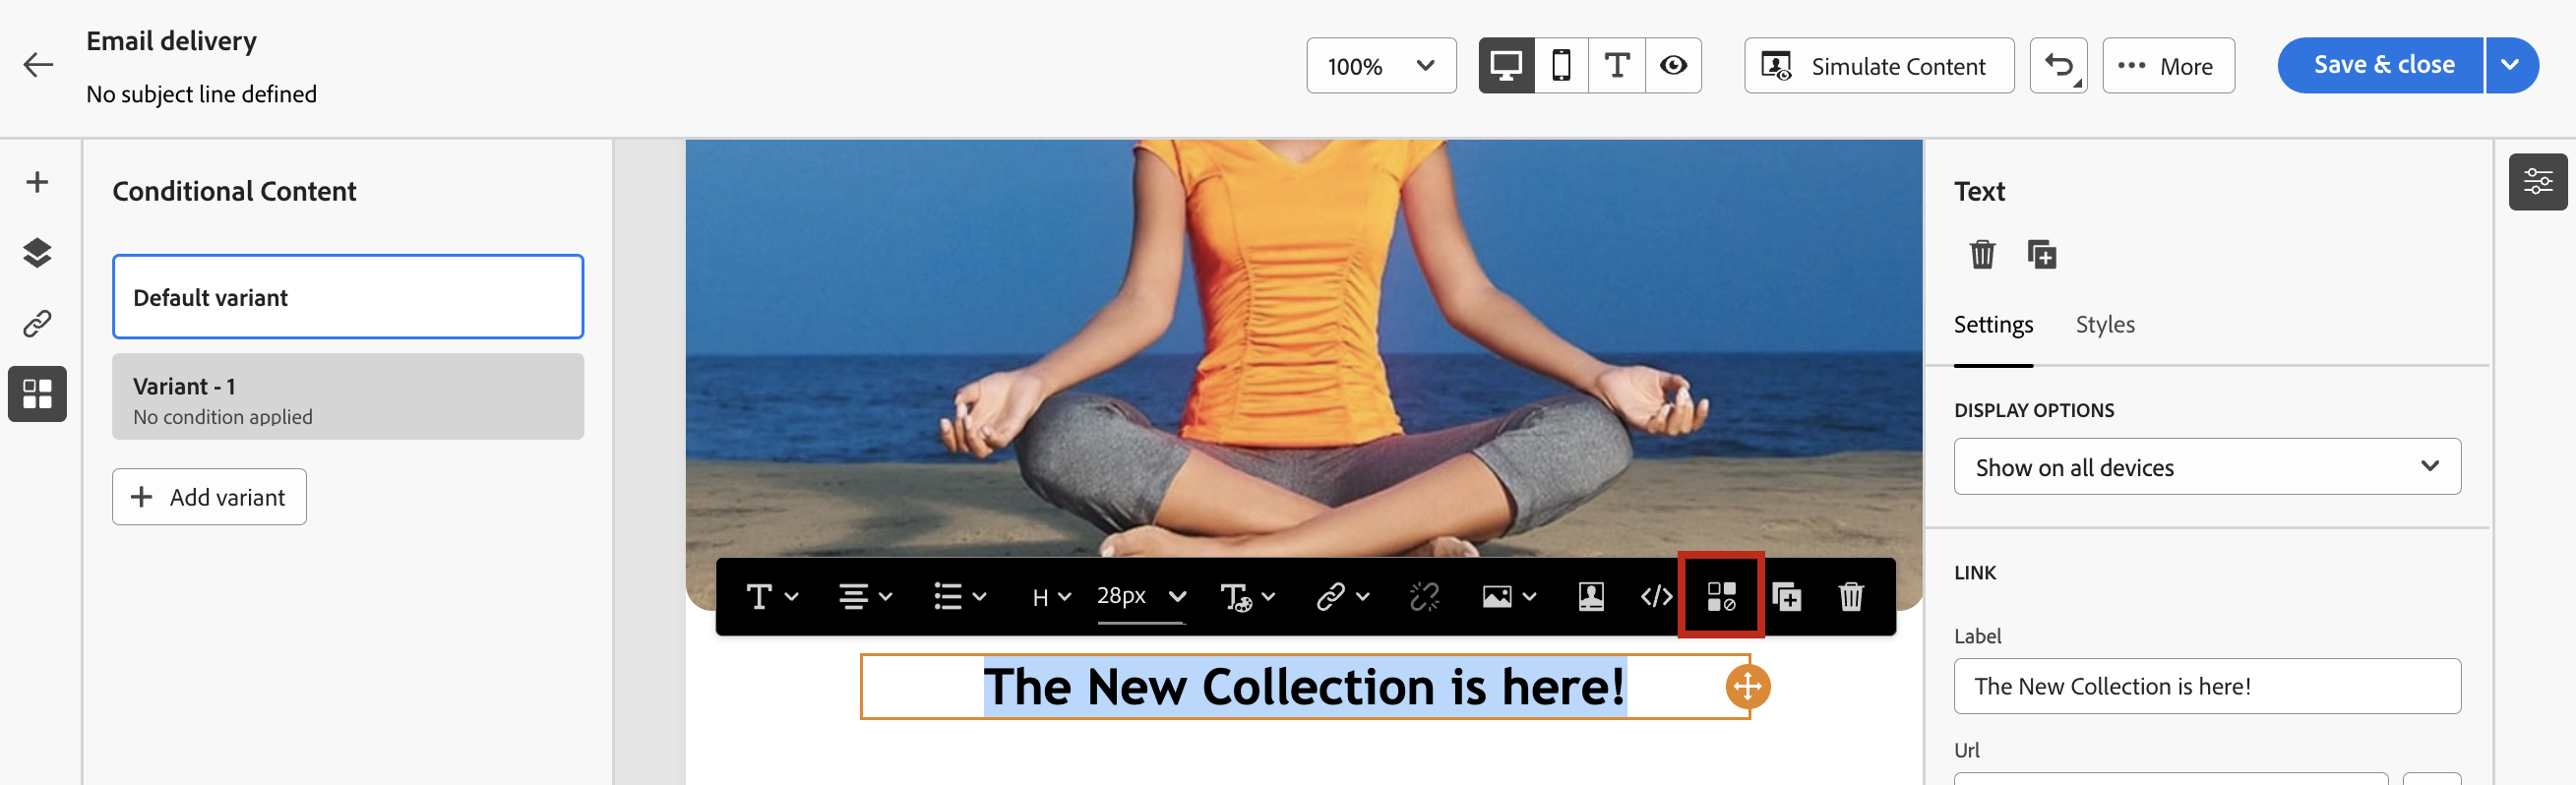 Email delivery
No subject line defined
100%
Simulate Content
More
Save & close
Conditional Content
Default variant
Variant - 1
No condition applied
Add variant
H
28px
The New Collection is here!
Text
Settings
Styles
DISPLAY OPTIONS
Show on all devices
LINK
Label
The New Collection is here!
Url